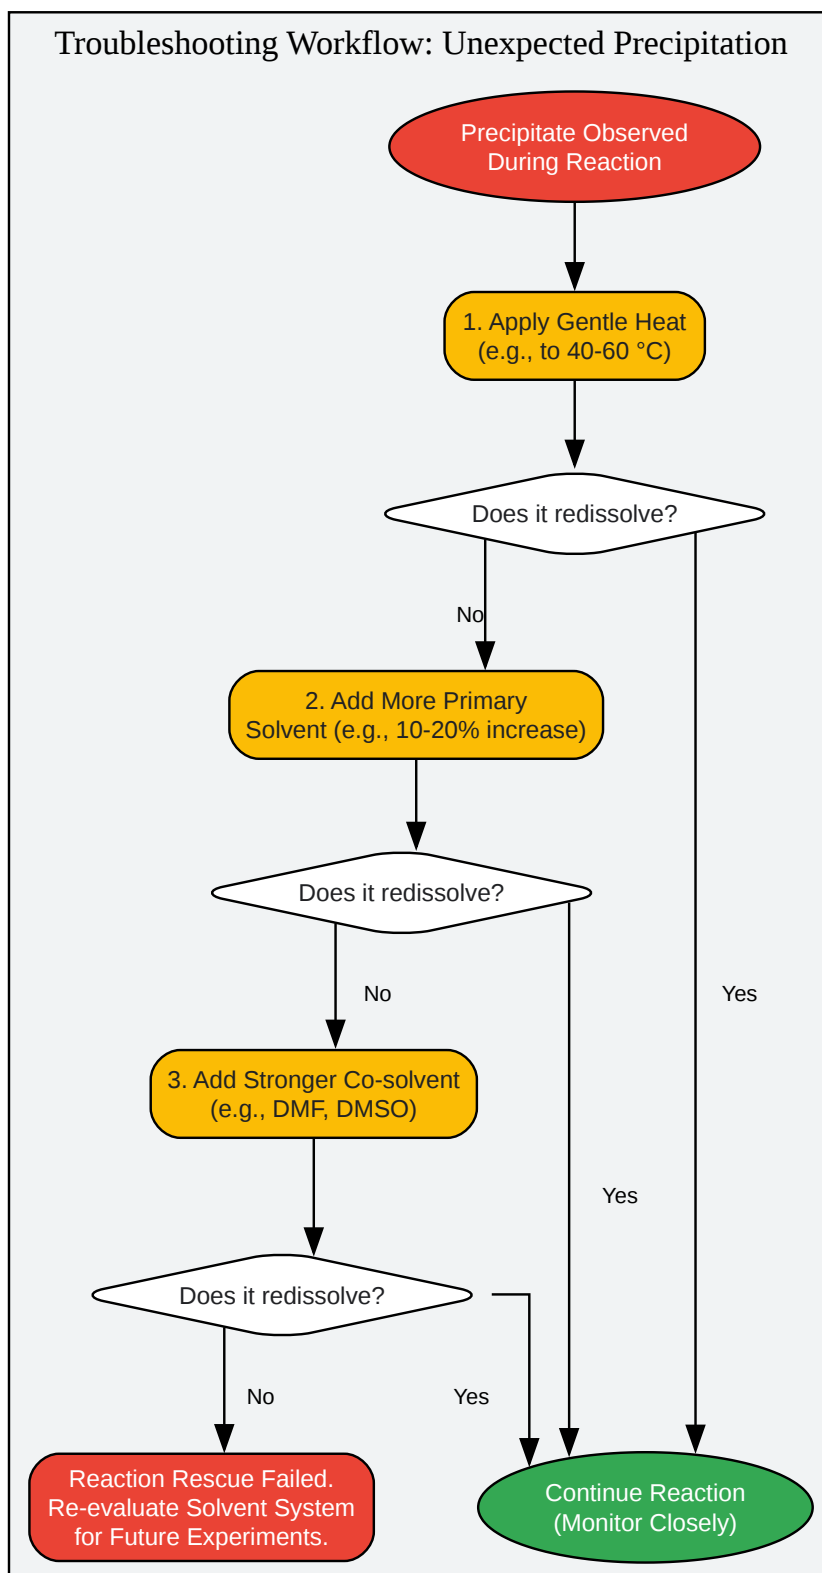 Troubleshooting Workflow: Unexpected Precipitation
Precipitate Observed
During Reaction
1. Apply Gentle Heat
(e.g., to 40-60 °C)
Does it redissolve?
No
2. Add More Primary
Solvent (e.g., 10-20% increase)
Does it redissolve?
No
Yes
3. Add Stronger Co-solvent
(e.g., DMF, DMSO)
Yes
Does it redissolve?
No
Yes
Reaction Rescue Failed.
Re-evaluate Solvent System
for Future Experiments.
Continue Reaction
(Monitor Closely)